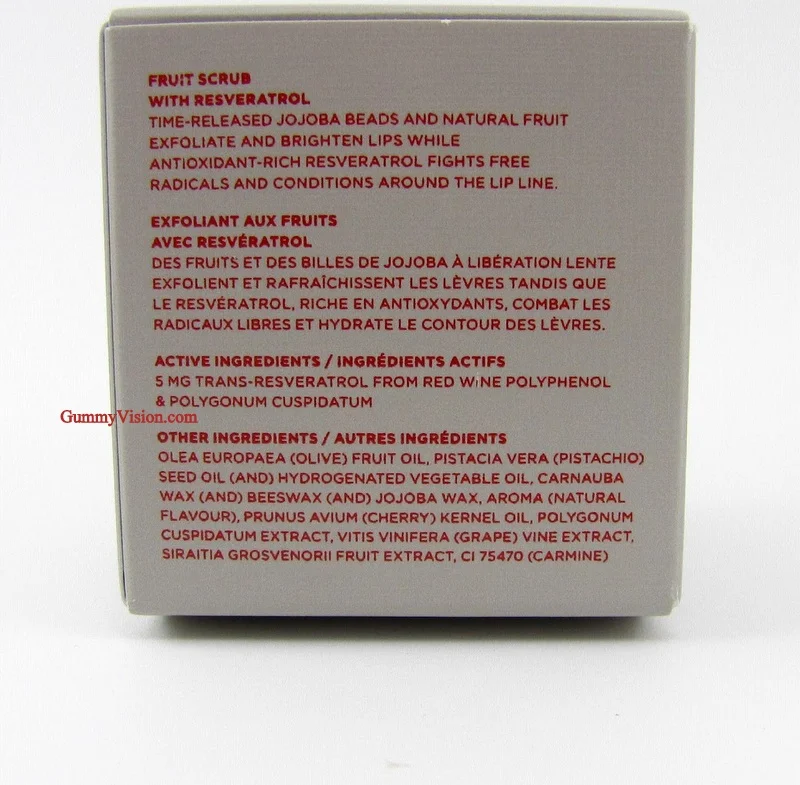 FRUIT SCRUB
WITH RESVERATROL
TIME-RELEASED JOJOBA BEADS AND NATURAL FRUIT
EXFOLIATE AND BRIGHTEN LIPS WHILE
ANTIOXIDANT-RICH RESVERATROL FIGHTS FREE
RADICALS AND CONDITIONS AROUND THE LIP LINE.
EXFOLIANT AUX FRUITS
AVEC RESVÉRATROL
DES FRUITS ET DES BILLES DE JOJOBA À LIBÉRATION LENTE
EXFOLIENT ET RAFRAÎCHISSENT LES LÈVRES TANDIS QUE
LE RESVÉRATROL, RICHE EN ANTIOXYDANTS, COMBAT LES
RADICAUX LIBRES ET HYDRATE LE CONTOUR DES LÈVRES.
ACTIVE INGREDIENTS / INGRÉDIENTS ACTIFS
5 MG TRANS-RESVERATROL FROM RED WINE POLYPHENOL
& POLYGONUM CUSPIDATUM
GummyVision.com
OTHER INGREDIENTS / AUTRES INGRÉDIENTS
OLEA EUROPAEA (OLIVE) FRUIT OIL, PISTACIA VERA (PISTACHIO)
SEED OIL (AND) HYDROGENATED VEGETABLE OIL, CARNAUBA
WAX (AND) BEESWAX (AND) JOJOBA WAX, AROMA (NATURAL
FLAVOUR), PRUNUS AVIUM (CHERRY) KERNEL OIL, POLYGONUM
CUSPIDATUM EXTRACT, VITIS VINIFERA (GRAPE) VINE EXTRACT,
SIRAITIA GROSVENORII FRUIT EXTRACT, CI 75470 (CARMINE)